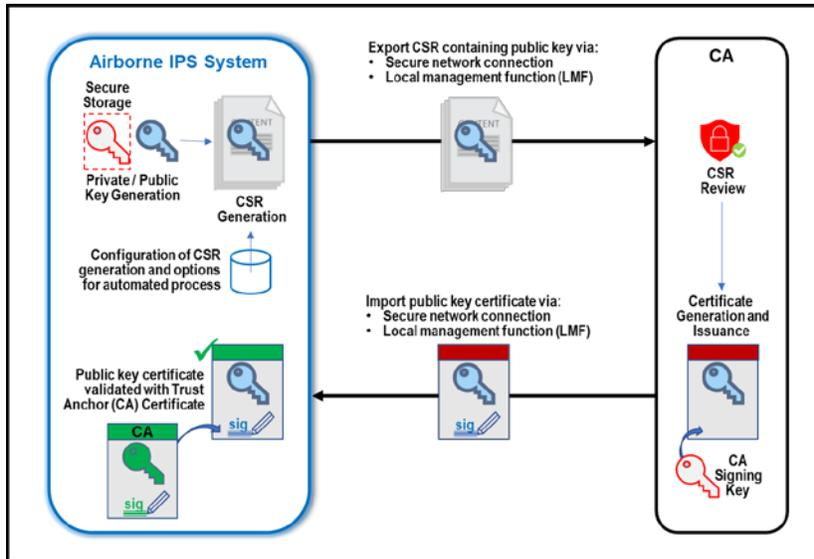 Airborne IPS System
Secure
Storage
Private / Public
Key Generation
CSR
Generation
Configuration of CSR
generation and options
for automated process
Export CSR containing public key via:
• Secure network connection
• Local management function (LMF)
CA
CSR
Review
Certificate
Generation and
Issuance
CA
Signing
Key
Import public key certificate via:
• Secure network connection
• Local management function (LMF)
sig
Public key certificate
validated with Trust
Anchor (CA) Certificate
sig
CA
sig